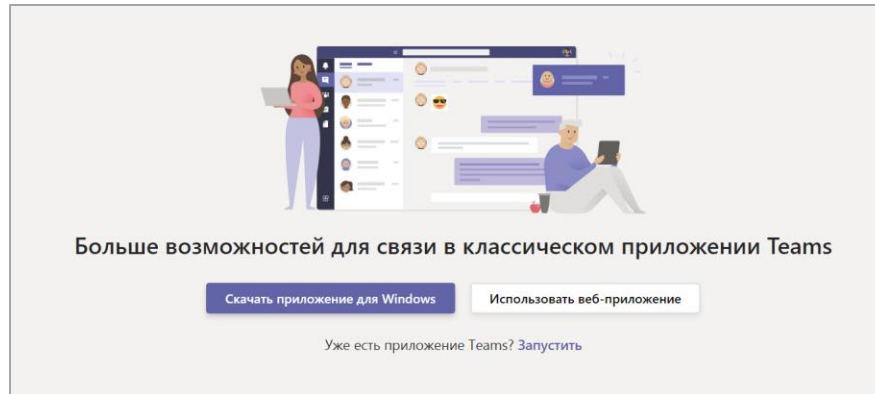 Больше возможностей для связи в классическом приложении Teams
Скачать приложение для Windows
Использовать веб-приложение
Уже есть приложение Teams? Запустить